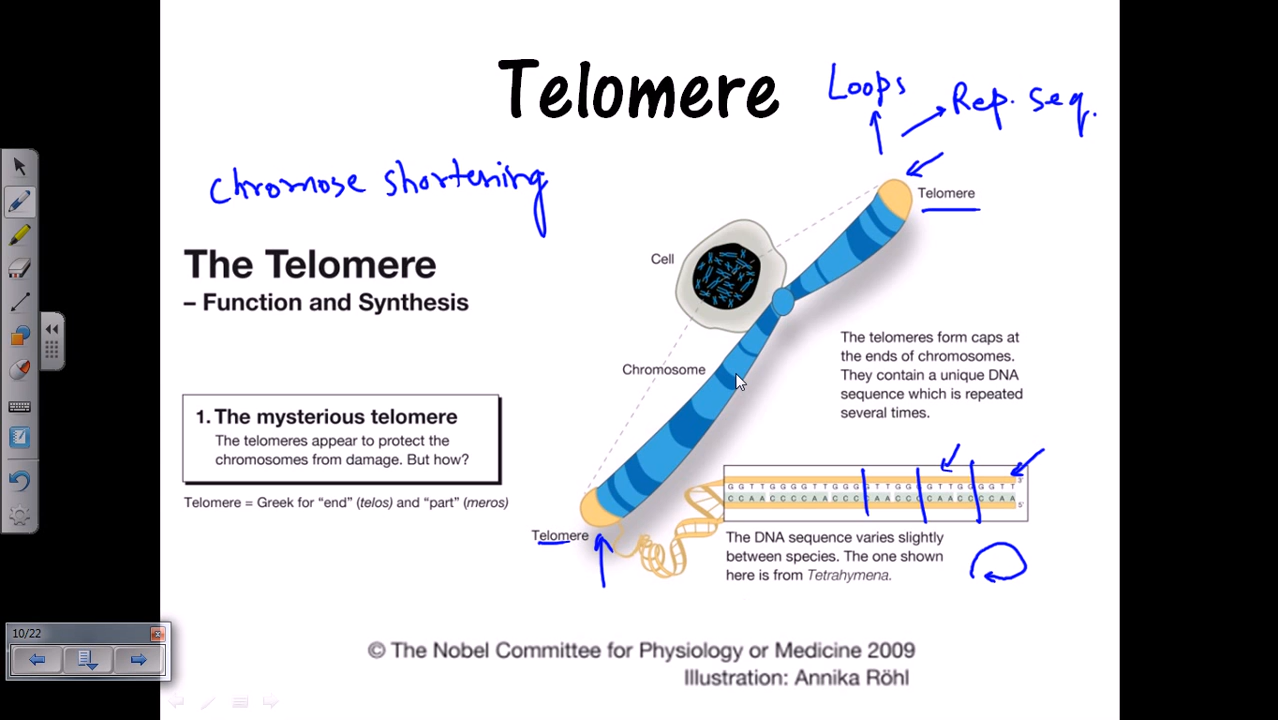 Telomere
Loops
Rep. seq.
chromose shortening
Telomere
The Telomere
– Function and Synthesis
Cell
Chromosome
The telomeres form caps at
the ends of chromosomes.
They contain a unique DNA
sequence which is repeated
several times.
1. The mysterious telomere
The telomeres appear to protect the
chromosomes from damage. But how?
Telomere = Greek for “end” (telos) and “part” (meros)
Telomere
3'
G G T T G G G G T T G G G G T T G G G G T T G G G G T T
C C A A C C C C A A C C C C A A C C C C A A C C C C A A
5'
The DNA sequence varies slightly
between species. The one shown
here is from Tetrahymena.
10/22
© The Nobel Committee for Physiology or Medicine 2009
Illustration: Annika Röhl